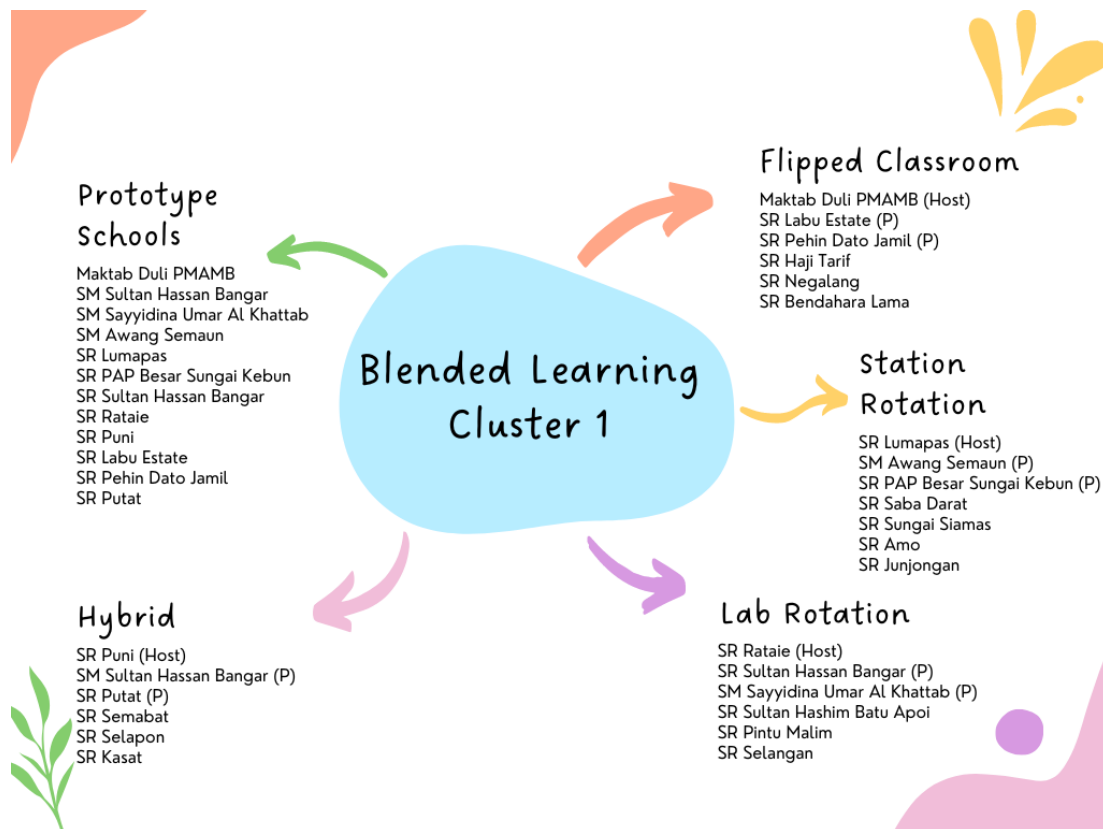 Blended Learning
Cluster 1
Prototype
Schools
Maktab Duli PMAMB
SM Sultan Hassan Bangar
SM Sayyidina Umar Al Khattab
SM Awang Semaun
SR Lumapas
SR PAP Besar Sungai Kebun
SR Sultan Hassan Bangar
SR Rataie
SR Puni
SR Labu Estate
SR Pehin Dato Jamil
SR Putat
Flipped Classroom
Maktab Duli PMAMB (Host)
SR Labu Estate (P)
SR Pehin Dato Jamil (P)
SR Haji Tarif
SR Negalang
SR Bendahara Lama
Station
Rotation
SR Lumapas (Host)
SM Awang Semaun (P)
SR PAP Besar Sungai Kebun (P)
SR Saba Darat
SR Sungai Siamas
SR Amo
SR Junjongan
Hybrid
SR Puni (Host)
SM Sultan Hassan Bangar (P)
SR Putat (P)
SR Semabat
SR Selapon
SR Kasat
Lab Rotation
SR Rataie (Host)
SR Sultan Hassan Bangar (P)
SM Sayyidina Umar Al Khattab (P)
SR Sultan Hashim Batu Apoi
SR Pintu Malim
SR Selangan